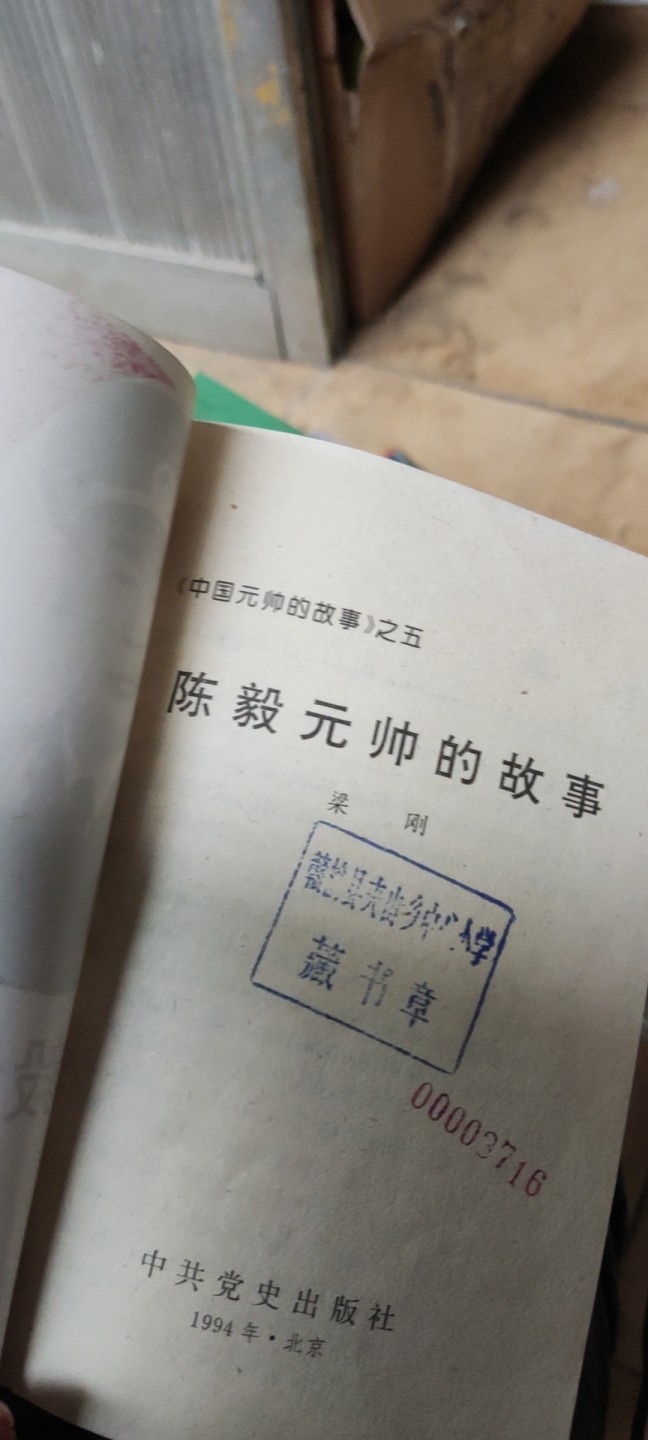 《中国元帅的故事》之五
陈毅元帅的故事
梁 刚
藏书章
00003716
中共党史出版社
1994年·北京